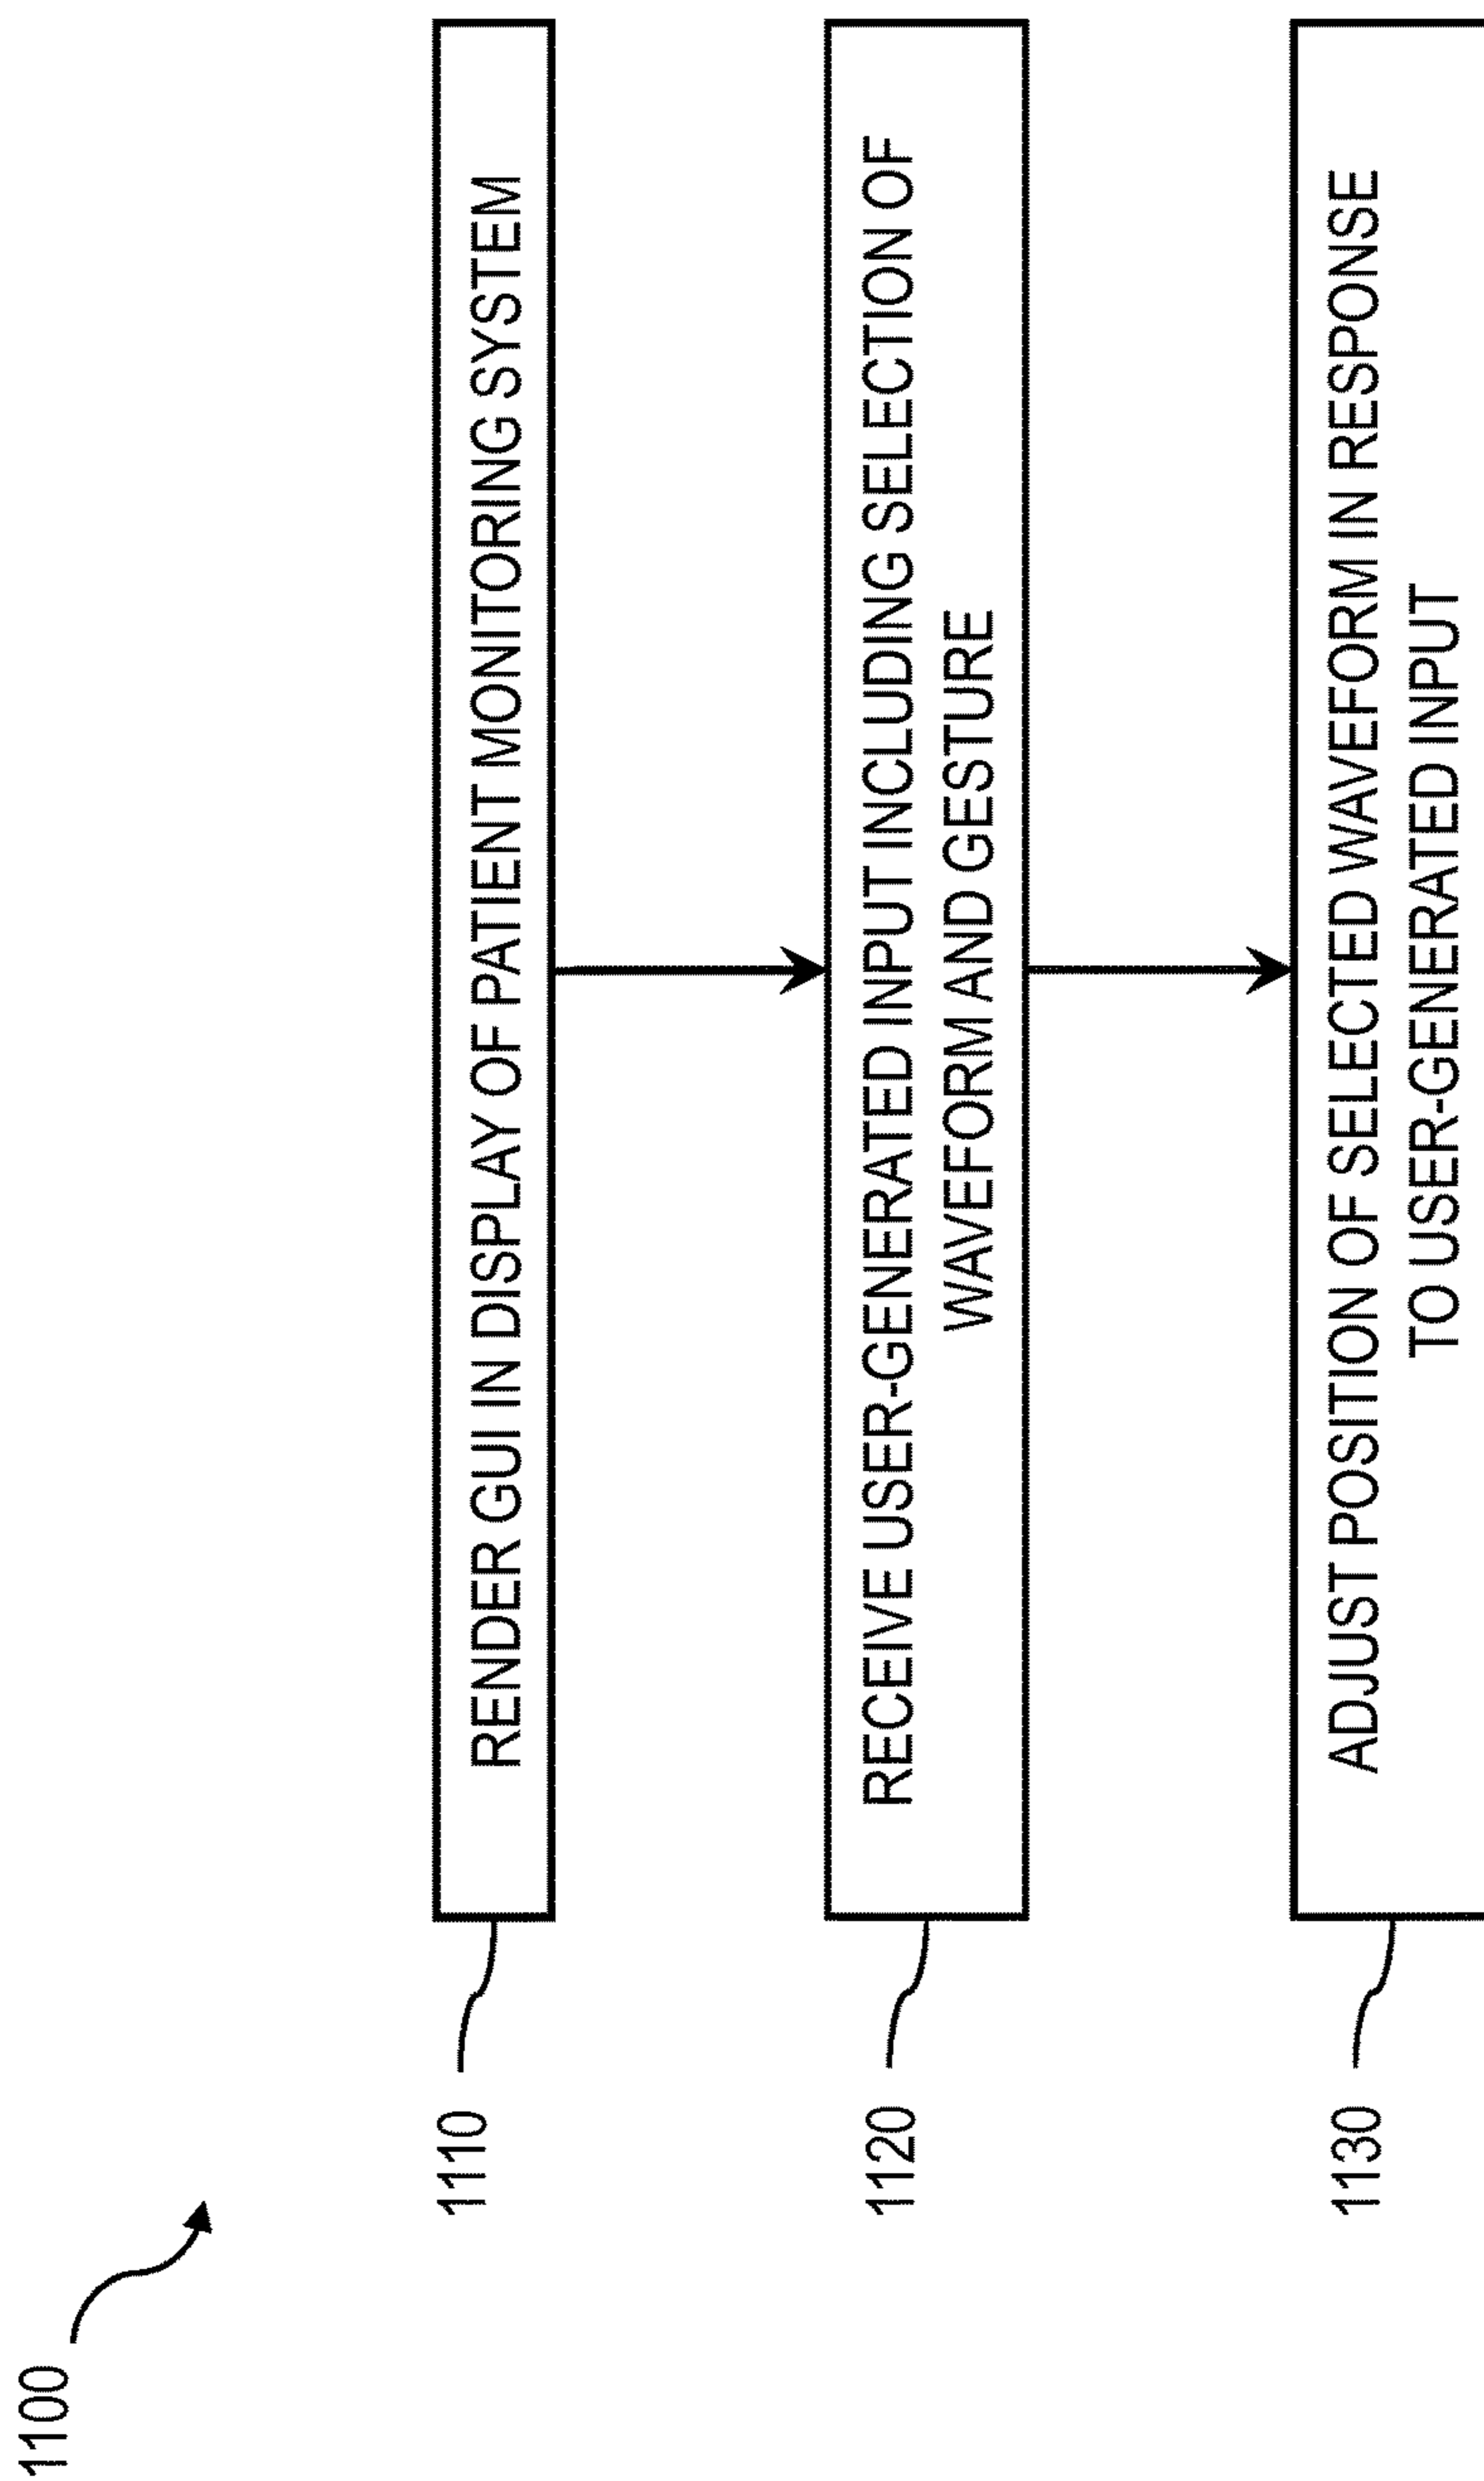 1100
1110
RENDER GUI IN DISPLAY OF PATIENT MONITORING SYSTEM
1120
RECEIVE USER-GENERATED INPUT INCLUDING SELECTION OF
WAVEFORM AND GESTURE
1130
ADJUST POSITION OF SELECTED WAVEFORM IN RESPONSE
TO USER-GENERATED INPUT